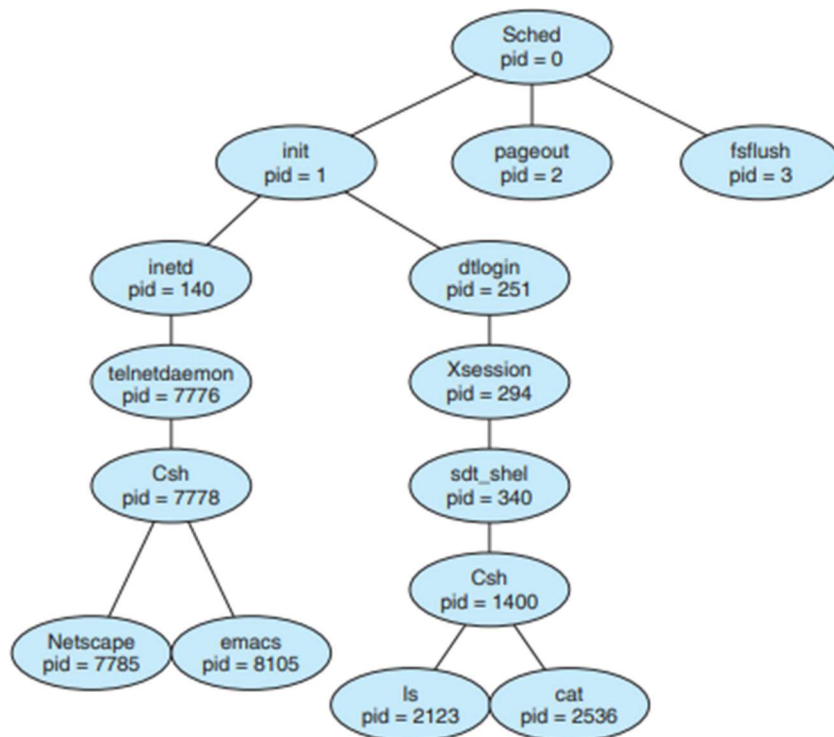 Sched
pid = 0
init
pid = 1
pageout
pid = 2
fsflush
pid = 3
inetd
pid = 140
dtlogin
pid = 251
telnetdaemon
pid = 7776
Xsession
pid = 294
Csh
pid = 7778
sdt_shel
pid = 340
Csh
pid = 1400
Netscape
pid = 7785
emacs
pid = 8105
ls
pid = 2123
cat
pid = 2536